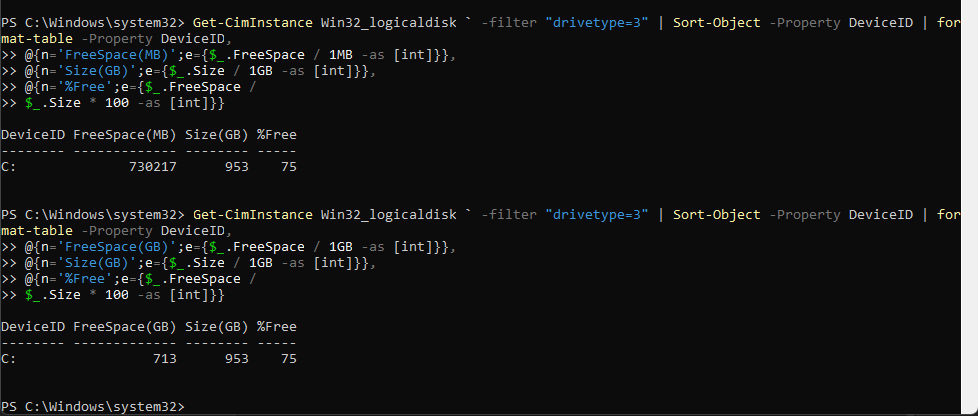 PS C:\Windows\system32> Get-CimInstance Win32_logicaldisk ` -filter "drivetype=3" | Sort-Object -Property DeviceID | for
mat-table -Property DeviceID,
>> @{n='FreeSpace(MB)';e={$_.FreeSpace / 1MB -as [int]}},
>> @{n='Size(GB)';e={$_.Size / 1GB -as [int]}},
>> @{n='%Free';e={$_.FreeSpace /
>> $_.Size * 100 -as [int]}}
DeviceID FreeSpace(MB) Size(GB) %Free
-------- ------------- -------- -----
C:              730217      953    75
PS C:\Windows\system32> Get-CimInstance Win32_logicaldisk ` -filter "drivetype=3" | Sort-Object -Property DeviceID | for
mat-table -Property DeviceID,
>> @{n='FreeSpace(GB)';e={$_.FreeSpace / 1GB -as [int]}},
>> @{n='Size(GB)';e={$_.Size / 1GB -as [int]}},
>> @{n='%Free';e={$_.FreeSpace /
>> $_.Size * 100 -as [int]}}
DeviceID FreeSpace(GB) Size(GB) %Free
-------- ------------- -------- -----
C:                 713      953    75
PS C:\Windows\system32>